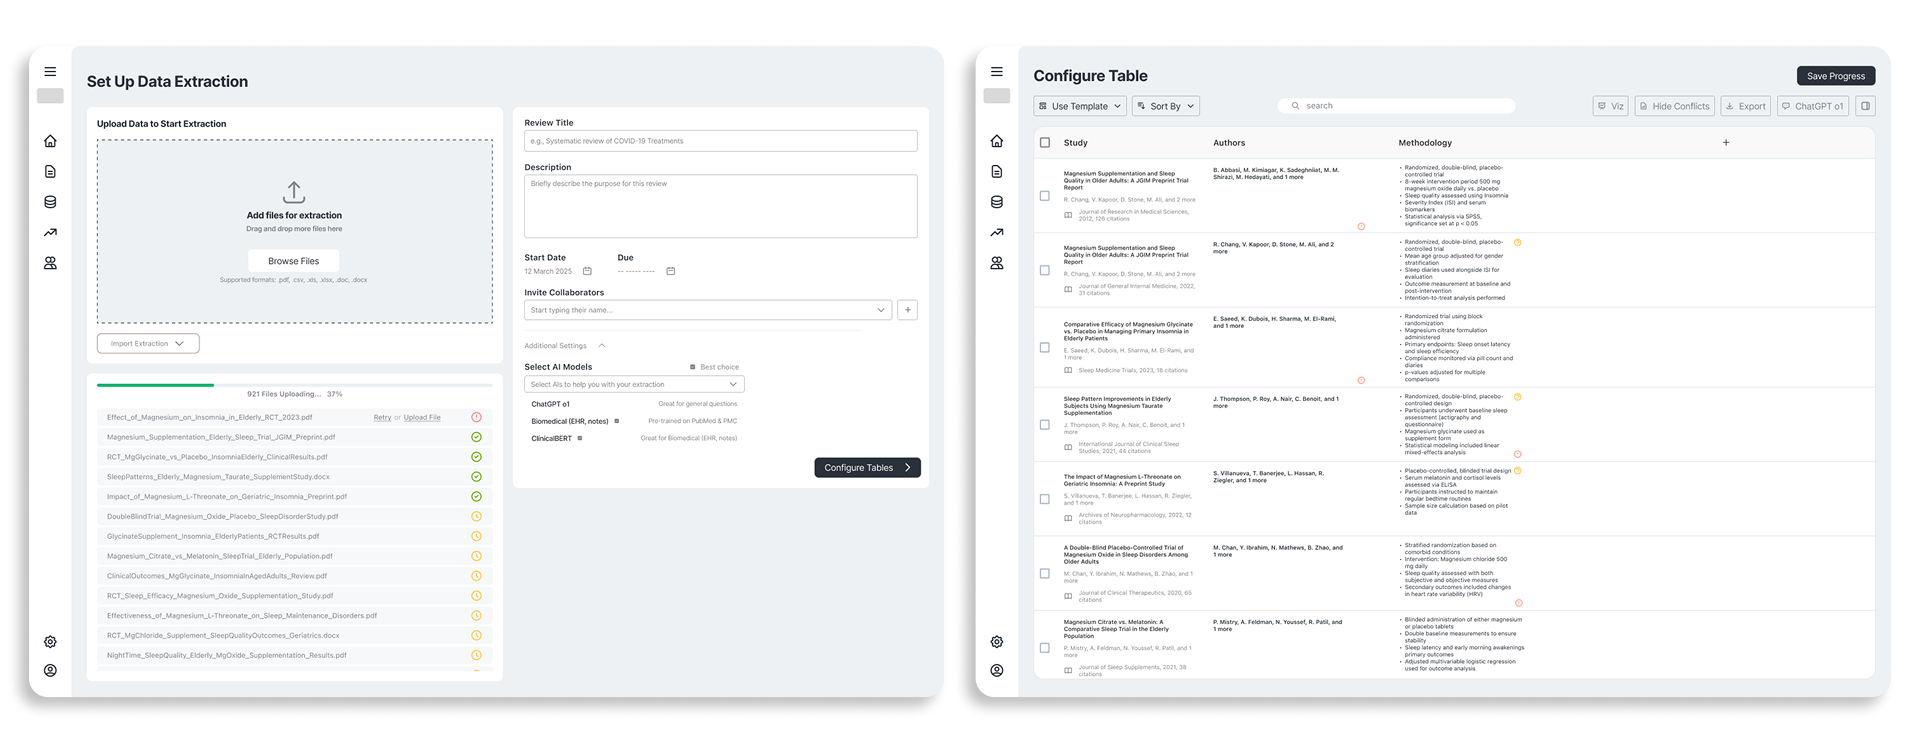 Set Up Data Extraction
Upload Data to Start Extraction
Add files for extraction
Drag and drop more files here
Browse Files
Supported formats: .pdf, .csv, .xls, .xlsx, .doc, .docx
Import Extraction
921 Files Uploading... 37%
Effect_of_Magnesium_on_Insomnia_in_Elderly_RCT_2023.pdf Retry or Upload File
Magnesium_Supplementation_Elderly_Sleep_Trial_JGIM_Preprint.pdf
RCT_MgGlycinate_vs_Placebo_InsomniaElderly_ClinicalResults.pdf
SleepPatterns_Elderly_Magnesium_Taurate_SupplementStudy.docx
Impact_of_Magnesium_L-Threonate_on_Geriatric_Insomnia_Preprint.pdf
DoubleBlindTrial_Magnesium_Oxide_Placebo_SleepDisorderStudy.pdf
GlycinateSupplement_Insomnia_ElderlyPatients_RCTResults.pdf
Magnesium_Citrate_vs_Melatonin_SleepTrial_Elderly_Population.pdf
ClinicalOutcomes_MgGlycinate_InsomniaInAgedAdults_Review.pdf
RCT_Sleep_Efficacy_Magnesium_Oxide_Supplementation_Study.pdf
Effectiveness_of_Magnesium_L-Threonate_on_Sleep_Maintenance_Disorders.pdf
RCT_MgChloride_Supplement_SleepQualityOutcomes_Geriatrics.docx
NightTime_SleepQuality_Elderly_MgOxide_Supplementation_Results.pdf
Review Title
e.g., Systematic review of COVID-19 Treatments
Description
Briefly describe the purpose for this review
Start Date Due
12 March 2025 -- ----- ----
Invite Collaborators
Start typing their name...
Additional Settings
Select AI Models Best choice
Select AIs to help you with your extraction
ChatGPT o1 Great for general questions
Biomedical (EHR, notes) Pre-trained on PubMed & PMC
ClinicalBERT Great for Biomedical (EHR, notes)
Configure Tables
Configure Table
Save Progress
Use Template Sort By search Viz Hide Conflicts Export ChatGPT o1
Study Authors Methodology +
Magnesium Supplementation and Sleep
Quality in Older Adults: A JGIM Preprint Trial
Report
R. Chang, V. Kapoor, D. Stone, M. Ali, and 2 more
Journal of Research in Medical Sciences,
2012, 126 citations
B. Abbasi, M. Kimiagar, K. Sadeghniiat, M. M.
Shirazi, M. Hedayati, and 1 more
• Randomized, double-blind, placebo-
controlled trial
• 8-week intervention period 500 mg
magnesium oxide daily vs. placebo
• Sleep quality assessed using Insomnia
• Severity Index (ISI) and serum
biomarkers
• Statistical analysis via SPSS,
significance set at p < 0.05
Magnesium Supplementation and Sleep
Quality in Older Adults: A JGIM Preprint Trial
Report
R. Chang, V. Kapoor, D. Stone, M. Ali, and 2 more
Journal of General Internal Medicine, 2022,
31 citations
R. Chang, V. Kapoor, D. Stone, M. Ali, and 2
more
• Randomized, double-blind, placebo-
controlled trial
• Mean age group adjusted for gender
stratification
• Sleep diaries used alongside ISI for
evaluation
• Outcome measurement at baseline and
post-intervention
• Intention-to-treat analysis performed
Comparative Efficacy of Magnesium Glycinate
vs. Placebo in Managing Primary Insomnia in
Elderly Patients
E. Saeed, K. Dubois, H. Sharma, M. El-Rami, and
1 more
Sleep Medicine Trials, 2023, 18 citations
E. Saeed, K. Dubois, H. Sharma, M. El-Rami,
and 1 more
• Randomized trial using block
randomization
• Magnesium citrate formulation
administered
• Primary endpoints: Sleep onset latency
and sleep efficiency
• Compliance monitored via pill count and
diaries
• p-values adjusted for multiple
comparisons
Sleep Pattern Improvements in Elderly
Subjects Using Magnesium Taurate
Supplementation
J. Thompson, P. Roy, A. Nair, C. Benoit, and 1
more
International Journal of Clinical Sleep
Studies, 2021, 44 citations
J. Thompson, P. Roy, A. Nair, C. Benoit, and 1
more
• Randomized, double-blind, placebo-
controlled design
• Participants underwent baseline sleep
assessment (actigraphy and
questionnaire)
• Magnesium glycinate used as
supplement form
• Statistical modeling included linear
mixed-effects analysis
The Impact of Magnesium L-Threonate on
Geriatric Insomnia: A Preprint Study
S. Villanueva, T. Banerjee, L. Hassan, R. Ziegler,
and 1 more
Archives of Neuropharmacology, 2022, 12
citations
S. Villanueva, T. Banerjee, L. Hassan, R.
Ziegler, and 1 more
• Placebo-controlled, blinded trial design
• Serum melatonin and cortisol levels
assessed via ELISA
• Participants instructed to maintain
regular bedtime routines
• Sample size calculation based on pilot
data
A Double-Blind Placebo-Controlled Trial of
Magnesium Oxide in Sleep Disorders Among
Older Adults
M. Chan, Y. Ibrahim, N. Mathews, B. Zhao, and 1
more
Journal of Clinical Therapeutics, 2020, 65
citations
M. Chan, Y. Ibrahim, N. Mathews, B. Zhao, and
1 more
• Stratified randomization based on
comorbid conditions
• Intervention: Magnesium chloride 500
mg daily
• Sleep quality assessed with both
subjective and objective measures
• Secondary outcomes included changes
in heart rate variability (HRV)
Magnesium Citrate vs. Melatonin: A
Comparative Sleep Trial in the Elderly
Population
P. Mistry, A. Feldman, N. Youssef, R. Patil, and 1
more
Journal of Sleep Supplements, 2021, 38
citations
P. Mistry, A. Feldman, N. Youssef, R. Patil, and
1 more
• Blinded administration of either magnesium
or placebo tablets
• Double baseline measurements to ensure
stability
• Sleep latency and early morning awakenings
primary outcomes
• Adjusted multivariable logistic regression
used for outcome analysis